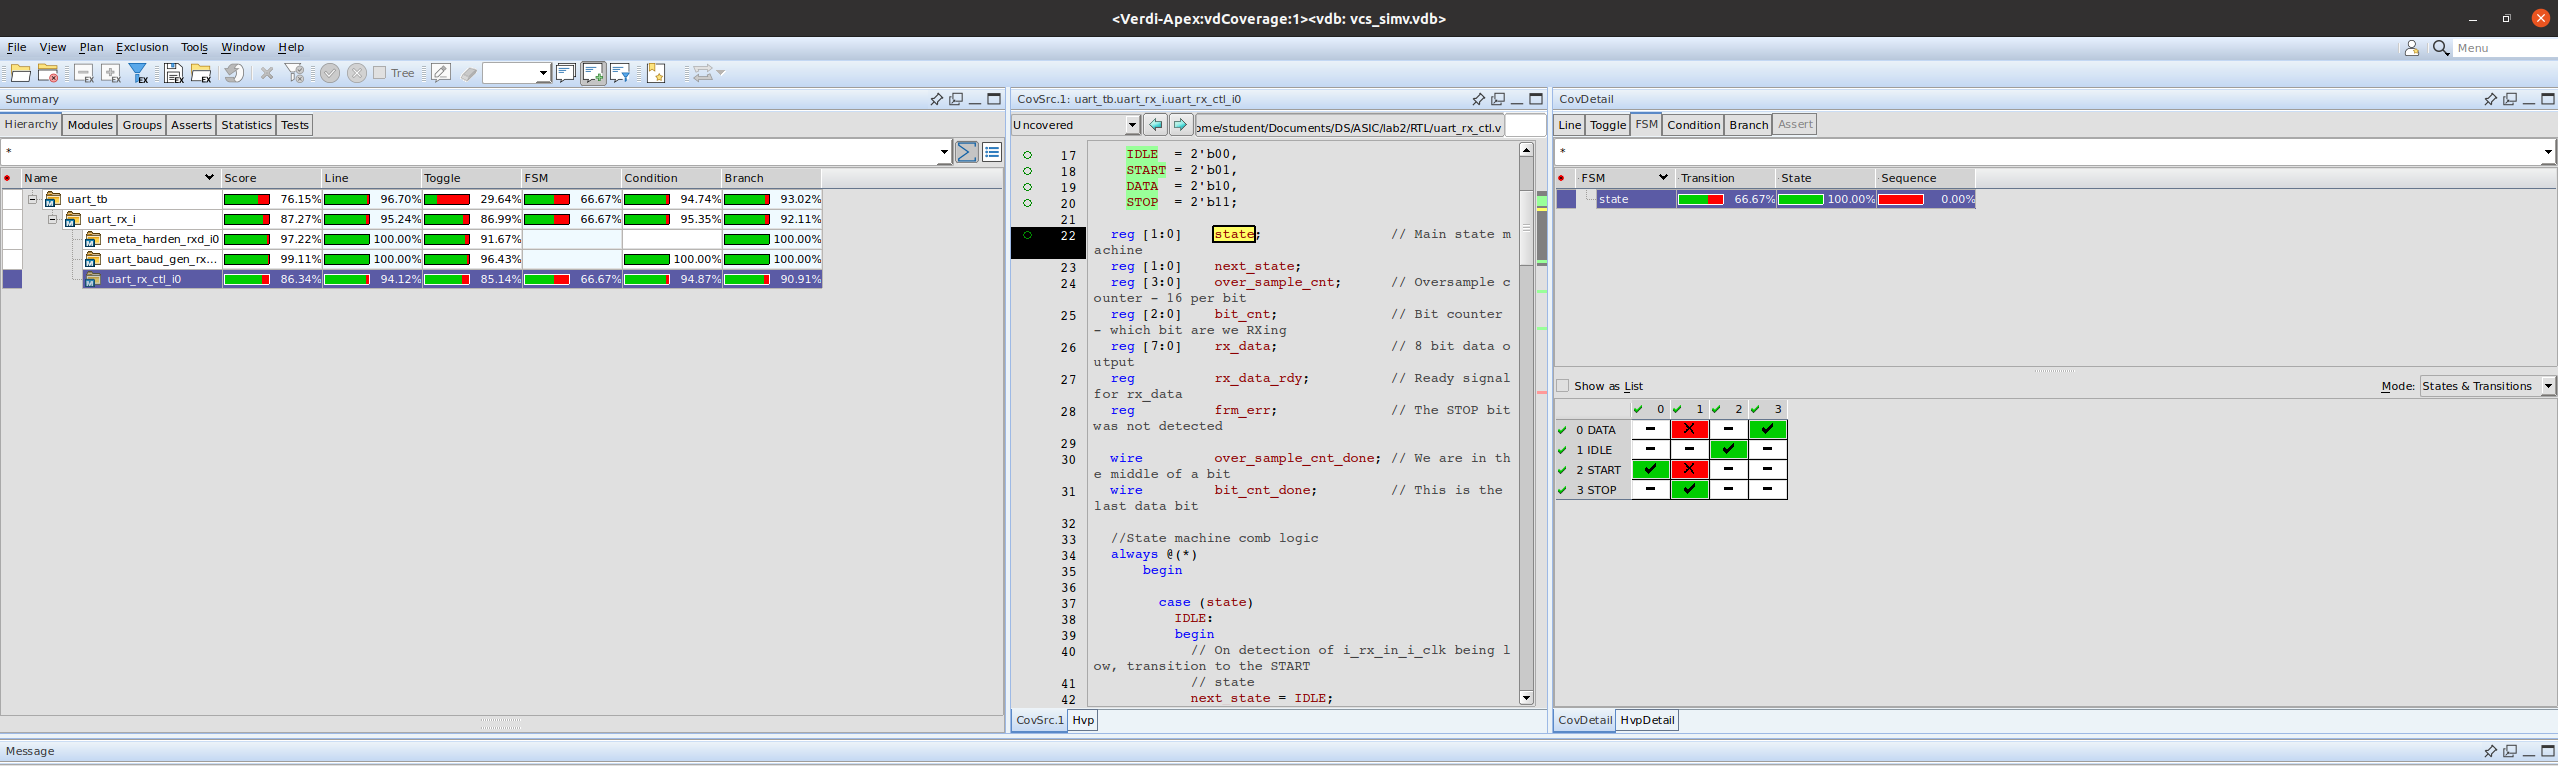 <Verdi-Apex:vdCoverage:1><vdb: vcs_simv.vdb>
File View Plan Exclusion Tools Window Help
Menu
EX EX EX EX EX Tree
Summary
Hierarchy Modules Groups Asserts Statistics Tests
*
Name Score Line Toggle FSM Condition Branch
uart_tb 76.15% 96.70% 29.64% 66.67% 94.74% 93.02%
uart_rx_i 87.27% 95.24% 86.99% 66.67% 95.35% 92.11%
meta_harden_rxd_i0 97.22% 100.00% 91.67% 100.00%
uart_baud_gen_rx... 99.11% 100.00% 96.43% 100.00% 100.00%
uart_rx_ctl_i0 86.34% 94.12% 85.14% 66.67% 94.87% 90.91%
CovSrc.1: uart_tb.uart_rx_i.uart_rx_ctl_i0
Uncovered ome/student/Documents/DS/ASIC/lab2/RTL/uart_rx_ctl.v
17 IDLE = 2'b00,
18 START = 2'b01,
19 DATA = 2'b10,
20 STOP = 2'b11;
21
22 reg [1:0] state; // Main state m
achine
23 reg [1:0] next_state;
24 reg [3:0] over_sample_cnt; // Oversample c
ounter - 16 per bit
25 reg [2:0] bit_cnt; // Bit counter
- which bit are we RXing
26 reg [7:0] rx_data; // 8 bit data o
utput
27 reg rx_data_rdy; // Ready signal
for rx_data
28 reg frm_err; // The STOP bit
was not detected
29
30 wire over_sample_cnt_done; // We are in th
e middle of a bit
31 wire bit_cnt_done; // This is the
last data bit
32
33 //State machine comb logic
34 always @(*)
35 begin
36
37 case (state)
38 IDLE:
39 begin
40 // On detection of i_rx_in_i_clk being l
ow, transition to the START
41 // state
42 next_state = IDLE;
CovSrc.1 Hvp
CovDetail
Line Toggle FSM Condition Branch Assert
*
FSM Transition State Sequence
state 66.67% 100.00% 0.00%
Show as List Mode: States & Transitions
0 1 2 3
0 DATA
1 IDLE
2 START
3 STOP
CovDetail HvpDetail
Message